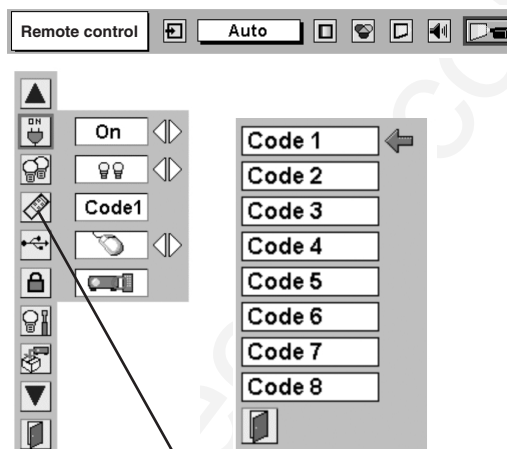 Remote control
Auto
ON
On
Code1
Code 1
Code 2
Code 3
Code 4
Code 5
Code 6
Code 7
Code 8